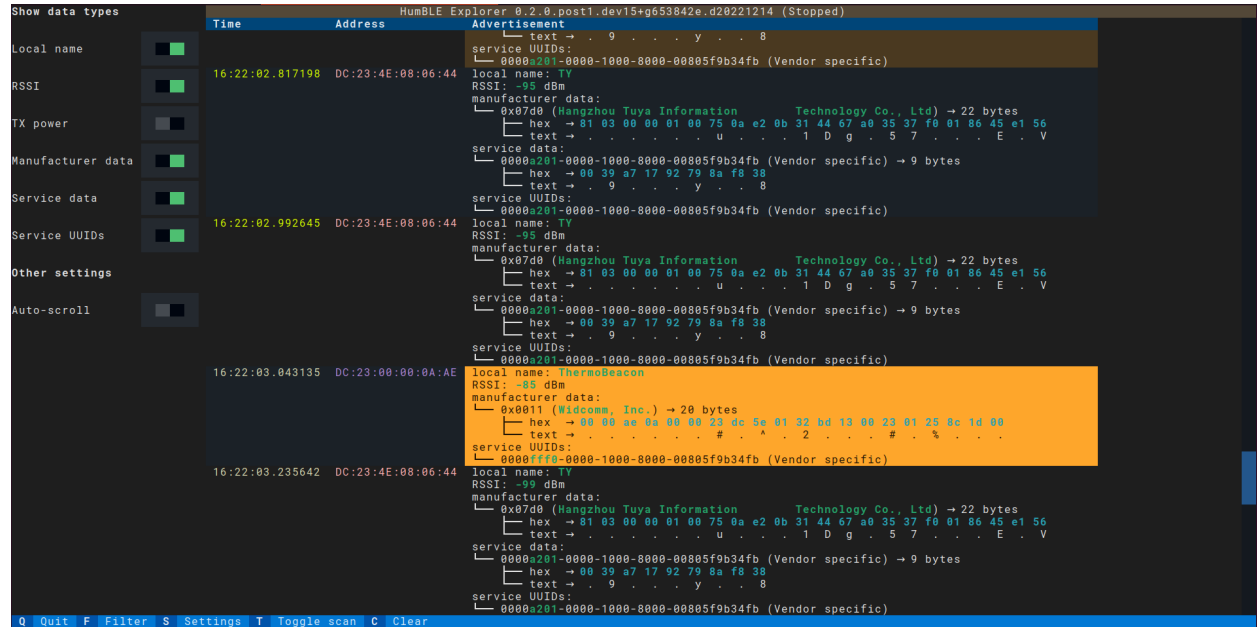 Show data types
Local name
RSSI
TX power
Manufacturer data
Service data
Service UUIDs
Other settings
Auto-scroll
HumBLE Explorer 0.2.0.post1.dev15+g653842e.d20221214 (Stopped)
Time Address Advertisement
└── text → . 9 . . . y . . 8
service UUIDs:
└── 0000a201-0000-1000-8000-00805f9b34fb (Vendor specific)
16:22:02.817198 DC:23:4E:08:06:44 local name: TY
RSSI: -95 dBm
manufacturer data:
└── 0x07d0 (Hangzhou Tuya Information Technology Co., Ltd) → 22 bytes
├── hex → 81 03 00 00 01 00 75 0a e2 0b 31 44 67 a0 35 37 f0 01 86 45 e1 56
└── text → . . . . . . u . . . 1 D g . 5 7 . . . E . V
service data:
└── 0000a201-0000-1000-8000-00805f9b34fb (Vendor specific) → 9 bytes
├── hex → 00 39 a7 17 92 79 8a f8 38
└── text → . 9 . . . y . . 8
service UUIDs:
└── 0000a201-0000-1000-8000-00805f9b34fb (Vendor specific)
16:22:02.992645 DC:23:4E:08:06:44 local name: TY
RSSI: -95 dBm
manufacturer data:
└── 0x07d0 (Hangzhou Tuya Information Technology Co., Ltd) → 22 bytes
├── hex → 81 03 00 00 01 00 75 0a e2 0b 31 44 67 a0 35 37 f0 01 86 45 e1 56
└── text → . . . . . . u . . . 1 D g . 5 7 . . . E . V
service data:
└── 0000a201-0000-1000-8000-00805f9b34fb (Vendor specific) → 9 bytes
├── hex → 00 39 a7 17 92 79 8a f8 38
└── text → . 9 . . . y . . 8
service UUIDs:
└── 0000a201-0000-1000-8000-00805f9b34fb (Vendor specific)
16:22:03.043135 DC:23:00:00:0A:AE local name: ThermoBeacon
RSSI: -85 dBm
manufacturer data:
└── 0x0011 (Widcomm, Inc.) → 20 bytes
├── hex → 00 00 ae 0a 00 00 23 dc 5e 01 32 bd 13 00 23 01 25 8c 1d 00
└── text → . . . . . . # . ^ . 2 . . . # . % . . .
service UUIDs:
└── 0000fff0-0000-1000-8000-00805f9b34fb (Vendor specific)
16:22:03.235642 DC:23:4E:08:06:44 local name: TY
RSSI: -99 dBm
manufacturer data:
└── 0x07d0 (Hangzhou Tuya Information Technology Co., Ltd) → 22 bytes
├── hex → 81 03 00 00 01 00 75 0a e2 0b 31 44 67 a0 35 37 f0 01 86 45 e1 56
└── text → . . . . . . u . . . 1 D g . 5 7 . . . E . V
service data:
└── 0000a201-0000-1000-8000-00805f9b34fb (Vendor specific) → 9 bytes
├── hex → 00 39 a7 17 92 79 8a f8 38
└── text → . 9 . . . y . . 8
service UUIDs:
└── 0000a201-0000-1000-8000-00805f9b34fb (Vendor specific)
Q Quit F Filter S Settings T Toggle scan C Clear